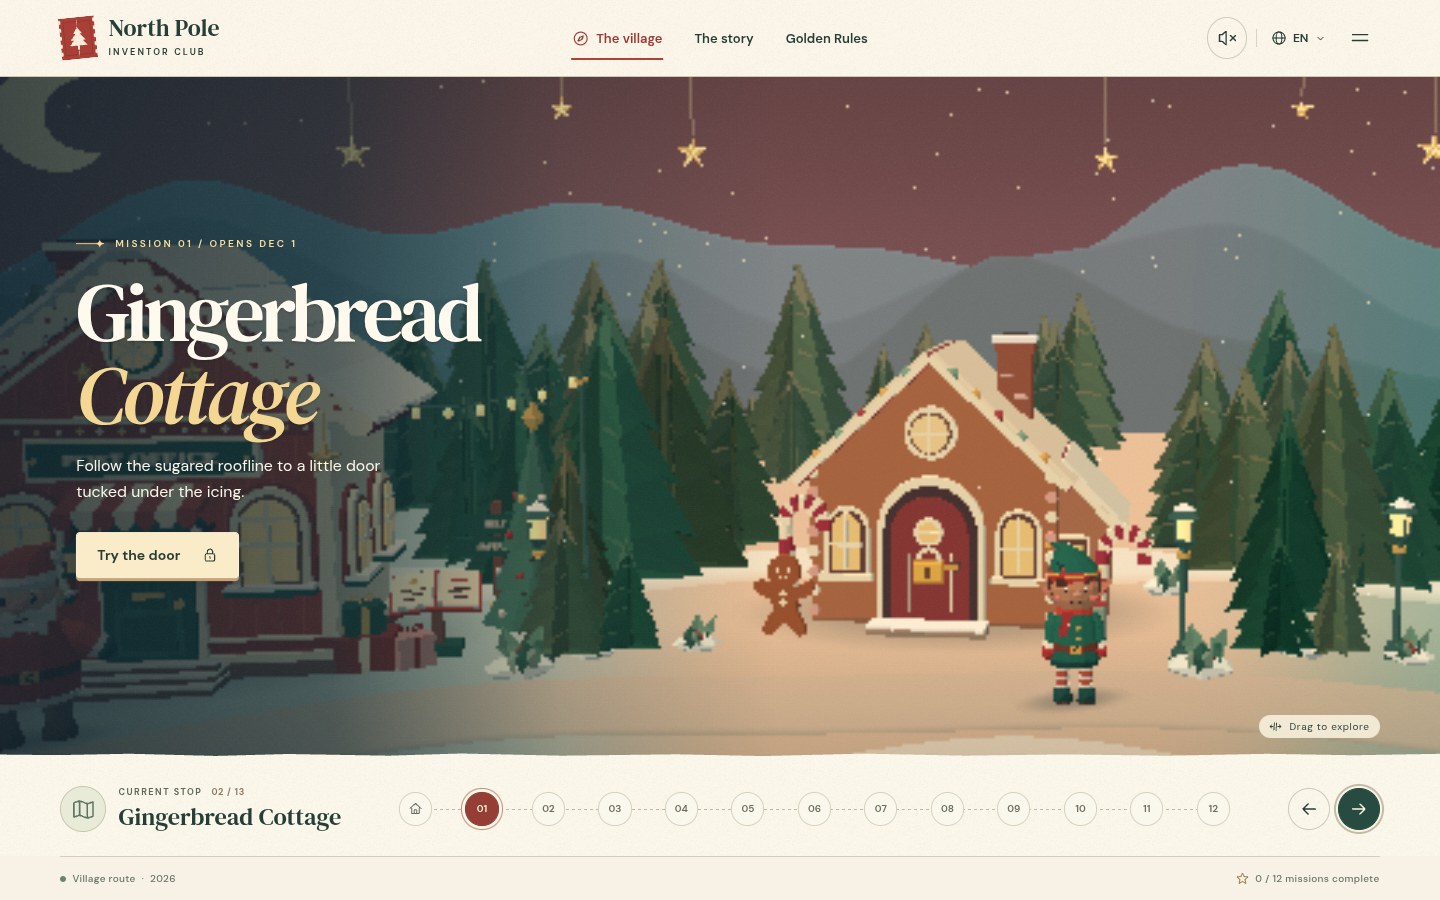 North Pole
INVENTOR CLUB
The village
The story
Golden Rules
EN
MISSION 01 / OPENS DEC 1
Gingerbread
Cottage
Follow the sugared roofline to a little door
tucked under the icing.
Try the door
Drag to explore
CURRENT STOP 02 / 13
Gingerbread Cottage
01 02 03 04 05 06 07 08 09 10 11 12
Village route · 2026
0 / 12 missions complete